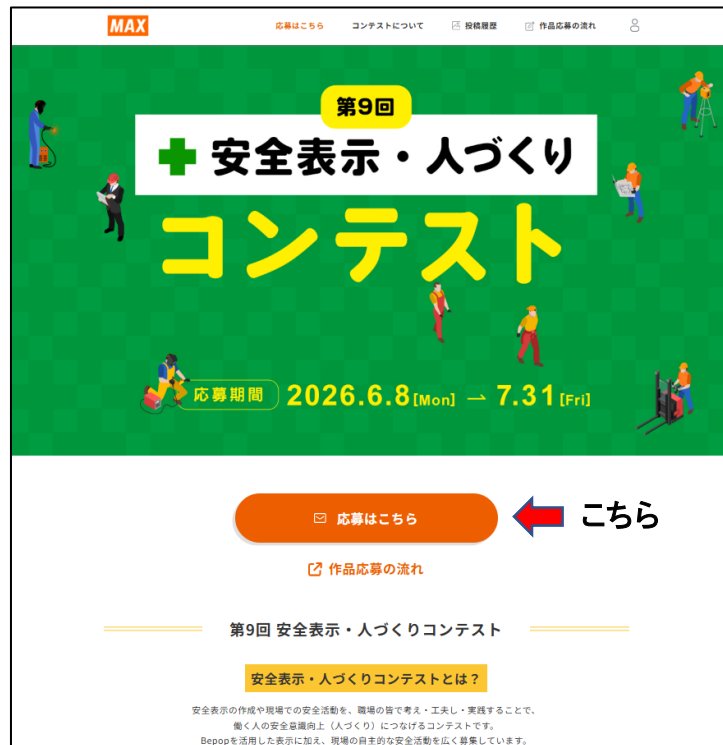 MAX
応募はこちら
コンテストについて
投稿履歴
作品応募の流れ
第9回
安全表示・人づくり
コンテスト
応募期間 2026.6.8[Mon] → 7.31[Fri]
応募はこちら
こちら
作品応募の流れ
第9回 安全表示・人づくりコンテスト
安全表示・人づくりコンテストとは？
安全表示の作成や現場での安全活動を、職場の皆で考え・工夫し・実践することで、
働く人の安全意識向上（人づくり）につなげるコンテストです。
Bepopを活用した表示に加え、現場の自主的な安全活動を広く募集しています。